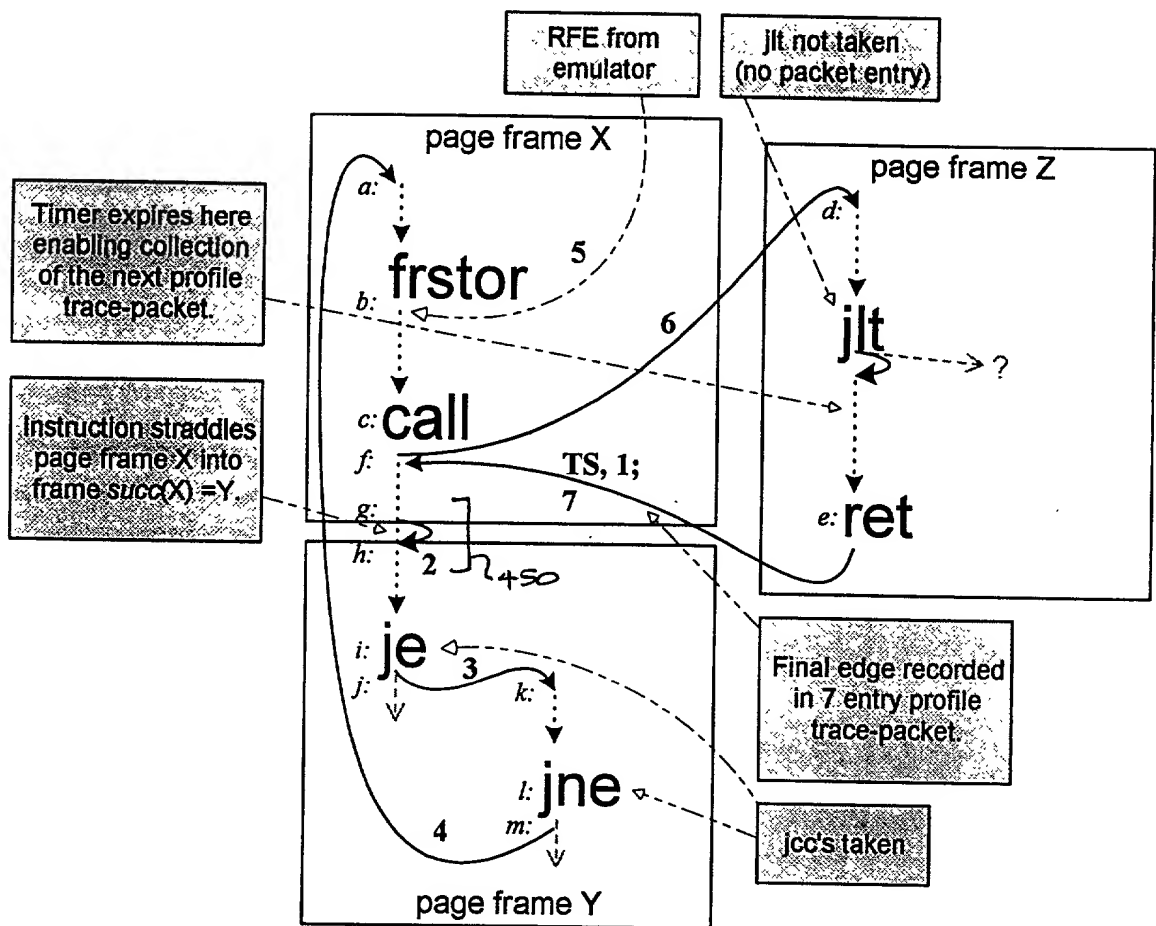 RFE from
emulator
jlt not taken
(no packet entry)
page frame X
page frame Z
a:
d:
Timer expires here
enabling collection
of the next profile
trace-packet.
frstor
5
b:
6
jlt
?
c: call
Instruction straddles
page frame X into
frame succ(X) =Y
f:
TS, 1;
7
g:
e: ret
h:
2
450
i: je
3
j:
k:
Final edge recorded
in 7 entry profile
trace-packet.
l: jne
4
m:
jcc's taken
page frame Y